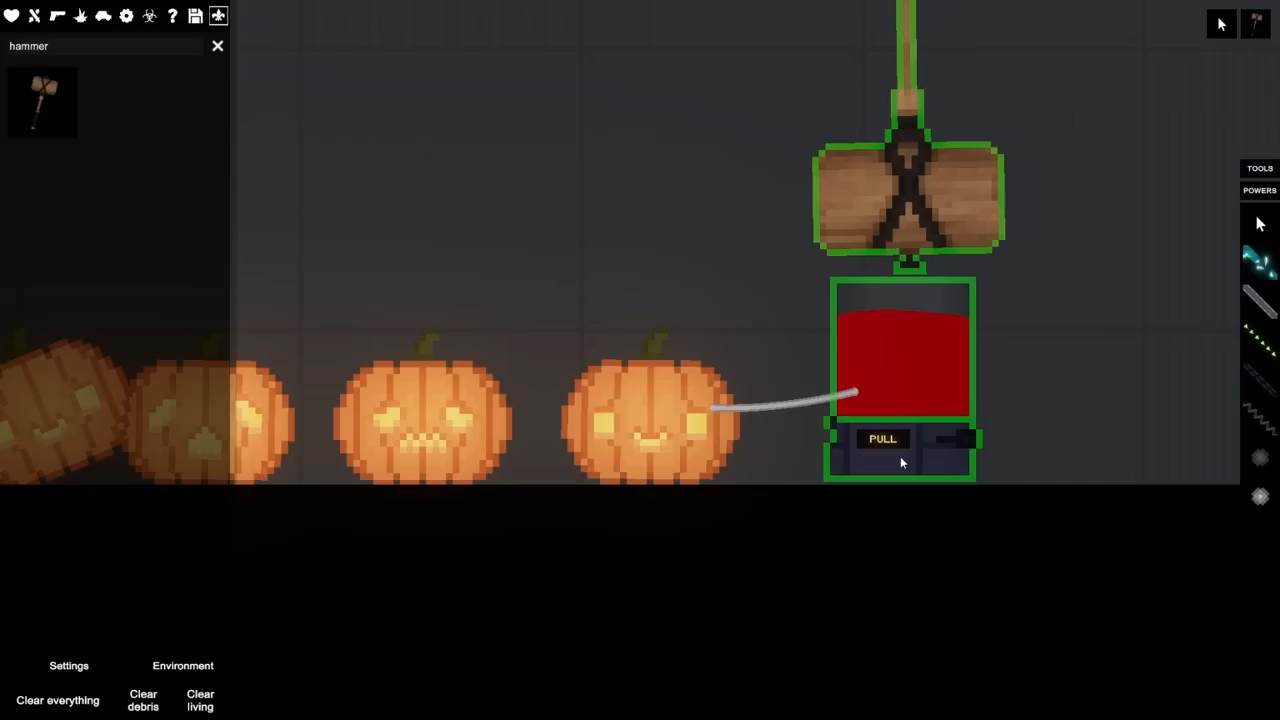 hammer
TOOLS
POWERS
PULL
Settings
Environment
Clear everything
Clear
debris
Clear
living